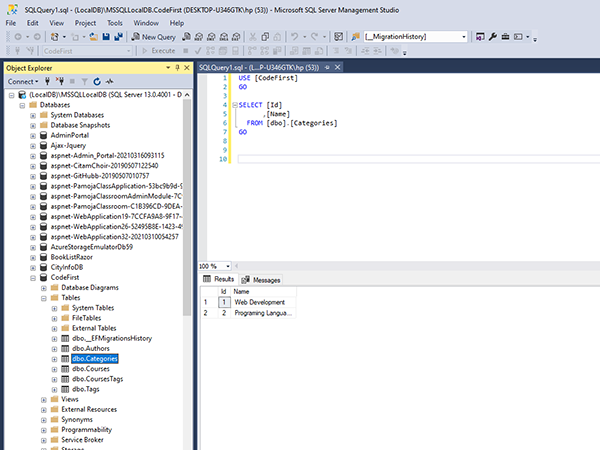 SQLQuery1.sql - (LocalDB)\MSSQLLocalDB.CodeFirst (DESKTOP-U346GTK\hp (53)) - Microsoft SQL Server Management Studio
File Edit View Project Tools Window Help
New Query
[__MigrationHistory]
CodeFirst
Execute
Object Explorer
Connect
(LocalDB)\MSSQLLocalDB (SQL Server 13.0.4001 - D
Databases
System Databases
Database Snapshots
AdminPortal
Ajax-Jquery
aspnet-Admin_Portal-20210316093115
aspnet-CitamChoir-20190507122540
aspnet-GitHubb-20190507010757
aspnet-PamojaClassApplication-53bc9b9d-9
aspnet-PamojaClassroomAdminModule-7C
aspnet-PamojaClassroom-C1B396CD-9DEA-
aspnet-WebApplication19-7CCFA9A8-9F17-
aspnet-WebApplication26-52495B8E-1423-49
aspnet-WebApplication32-20210310054257
AzureStorageEmulatorDb59
BookListRazor
CityInfoDB
CodeFirst
Database Diagrams
Tables
System Tables
FileTables
External Tables
dbo.__EFMigrationsHistory
dbo.Authors
dbo.Categories
dbo.Courses
dbo.CoursesTags
dbo.Tags
Views
External Resources
Synonyms
Programmability
Service Broker
Storage
SQLQuery1.sql - (L...P-U346GTK\hp (53))
1 USE [CodeFirst]
2 GO
3
4 SELECT [Id]
5 ,[Name]
6 FROM [dbo].[Categories]
7 GO
8
9
10
100 %
Results Messages
Id Name
1 1 Web Development
2 2 Programing Langua...